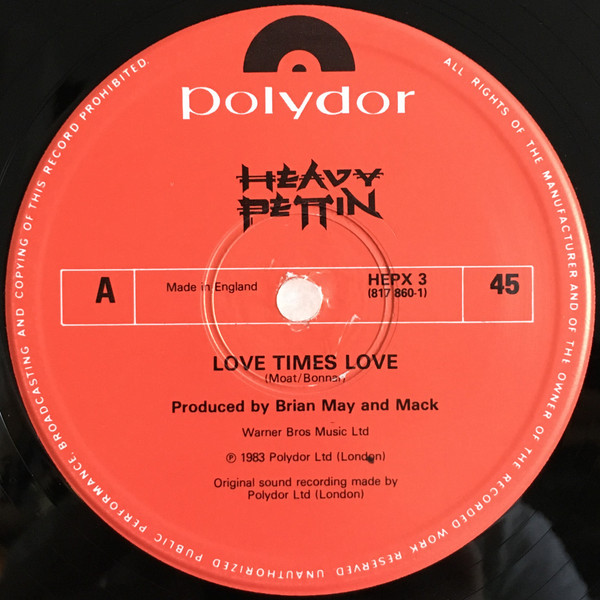 polydor
HEAVY
PETTIN
A
Made in England
HEPX 3
(817 860-1)
45
LOVE TIMES LOVE
(Moat/Bonnar)
Produced by Brian May and Mack
Warner Bros Music Ltd
℗ 1983 Polydor Ltd (London)
Original sound recording made by
Polydor Ltd (London)
ALL RIGHTS OF THE MANUFACTURER AND OF THE OWNER OF THE RECORDED WORK RESERVED UNAUTHORIZED PUBLIC PERFORMANCE, BROADCASTING AND COPYING OF THIS RECORD PROHIBITED.